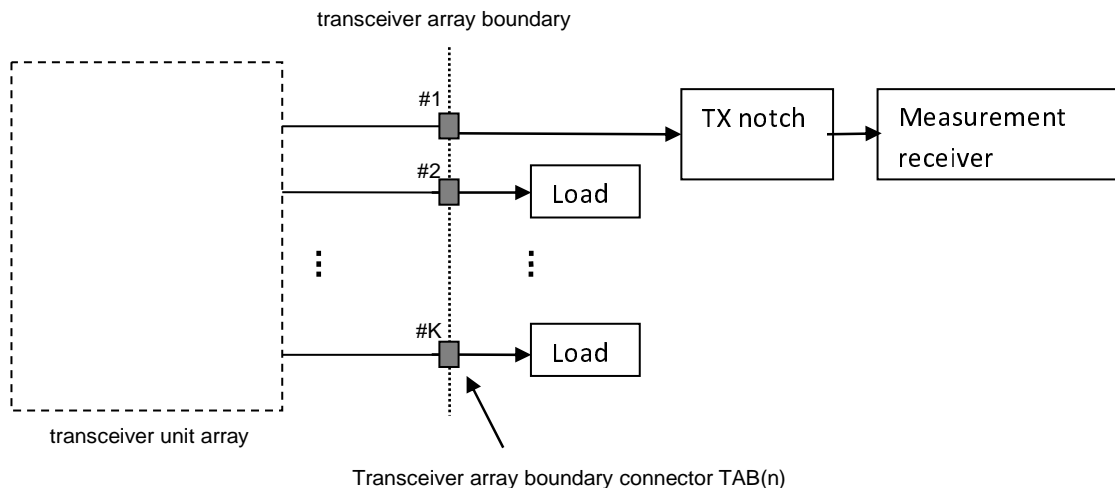 transceiver array boundary
#1
TX notch
Measurement
receiver
#2
Load
#K
Load
transceiver unit array
Transceiver array boundary connector TAB(n)